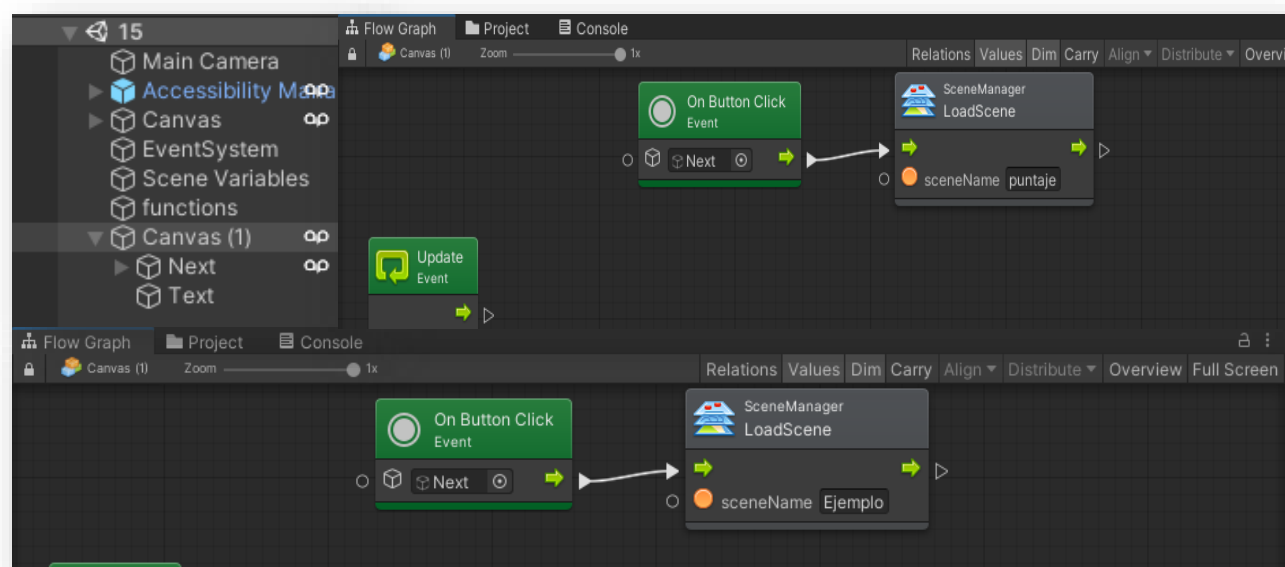 15
Main Camera
Accessibility Mana
Canvas
EventSystem
Scene Variables
functions
Canvas (1)
Next
Text
Flow Graph Project Console
Canvas (1) Zoom 1x Relations Values Dim Carry Align Distribute Overvi
On Button Click
Event
Next
SceneManager
LoadScene
sceneName puntaje
Update
Event
Flow Graph Project Console
Canvas (1) Zoom 1x Relations Values Dim Carry Align Distribute Overview Full Screen
On Button Click
Event
Next
SceneManager
LoadScene
sceneName Ejemplo